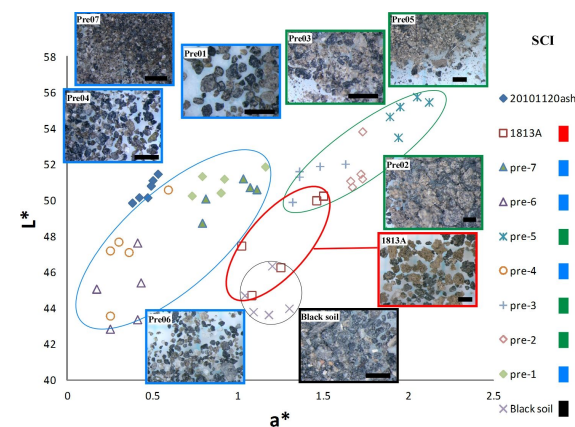 Pre07
Pre01
Pre03
Pre05
SCI
58
56
54
52
50
48
46
44
42
40
Pre04
L*
20101120ash
1813A
pre-7
pre-6
pre-5
pre-4
pre-3
pre-2
pre-1
Black soil
Pre02
1813A
Pre06
Black soil
0
0.5
1
1.5
2
2.5
a*